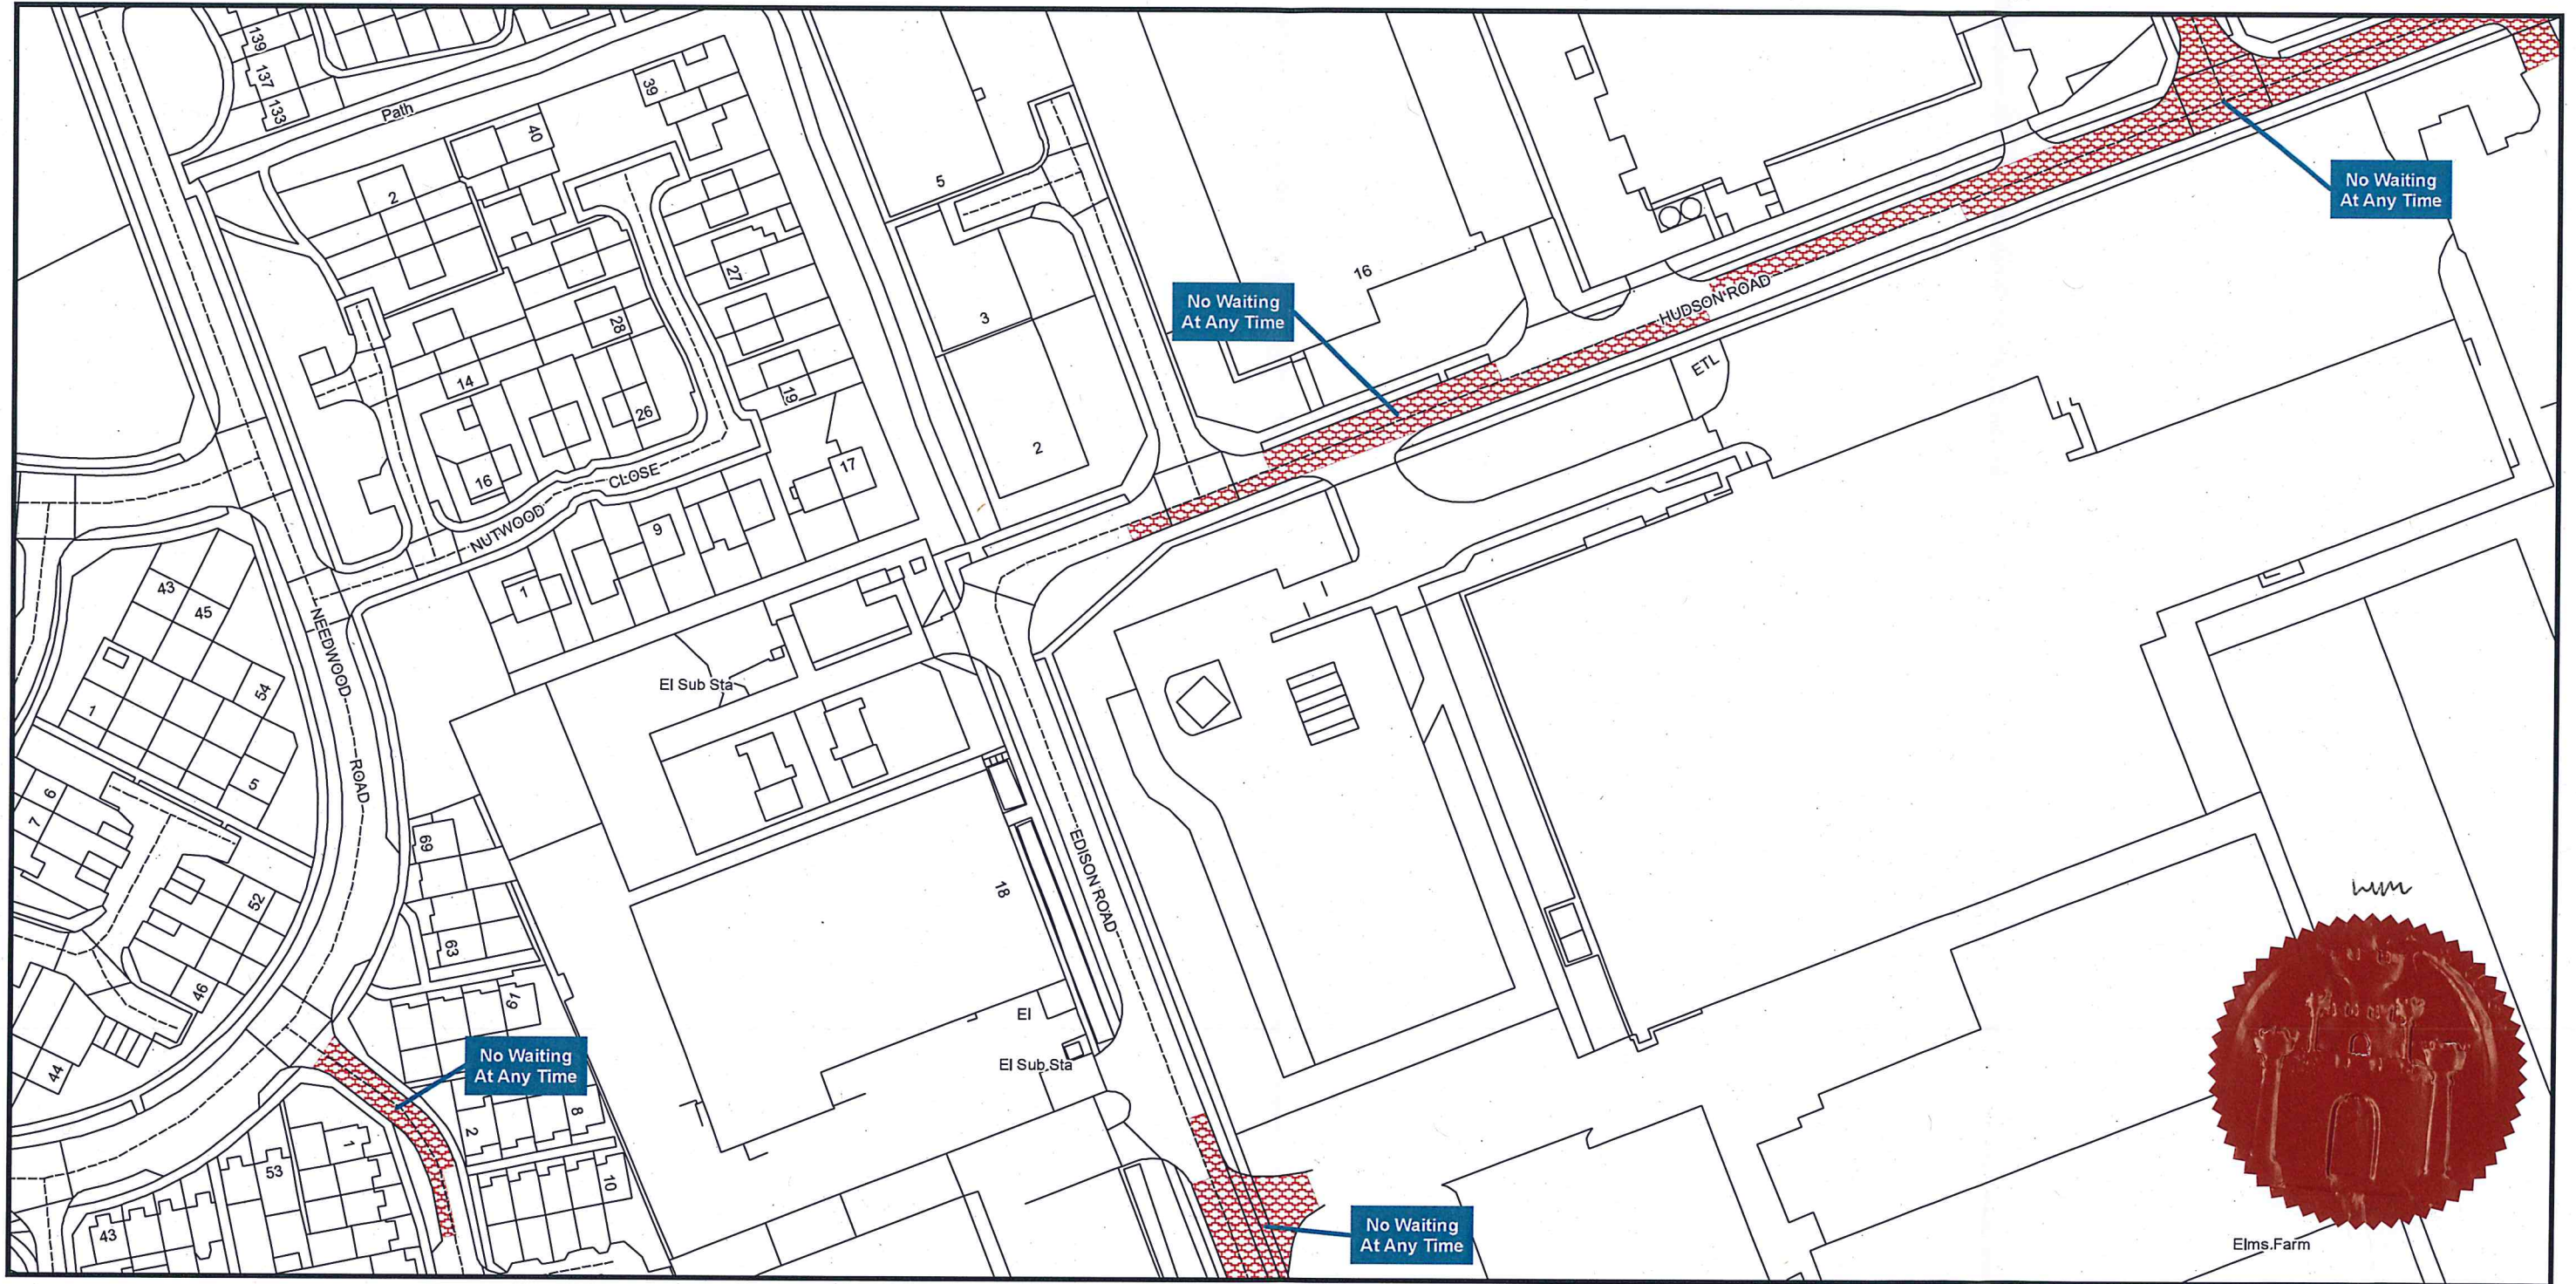 139
137
133
Path
39
40
2
5
No Waiting
At Any Time
27
16
No Waiting
At Any Time
3
HUDSON ROAD
28
14
19
26
ETL
2
17
16
CLOSE
NUTWOOD
9
1
43
45
NEEDWOOD
ROAD
54
1
El Sub Sta
5
6
7
69
EDISON ROAD
18
52
63
46
61
El
El Sub Sta
44
No Waiting
At Any Time
8
2
1
53
10
43
No Waiting
At Any Time
Elms Farm